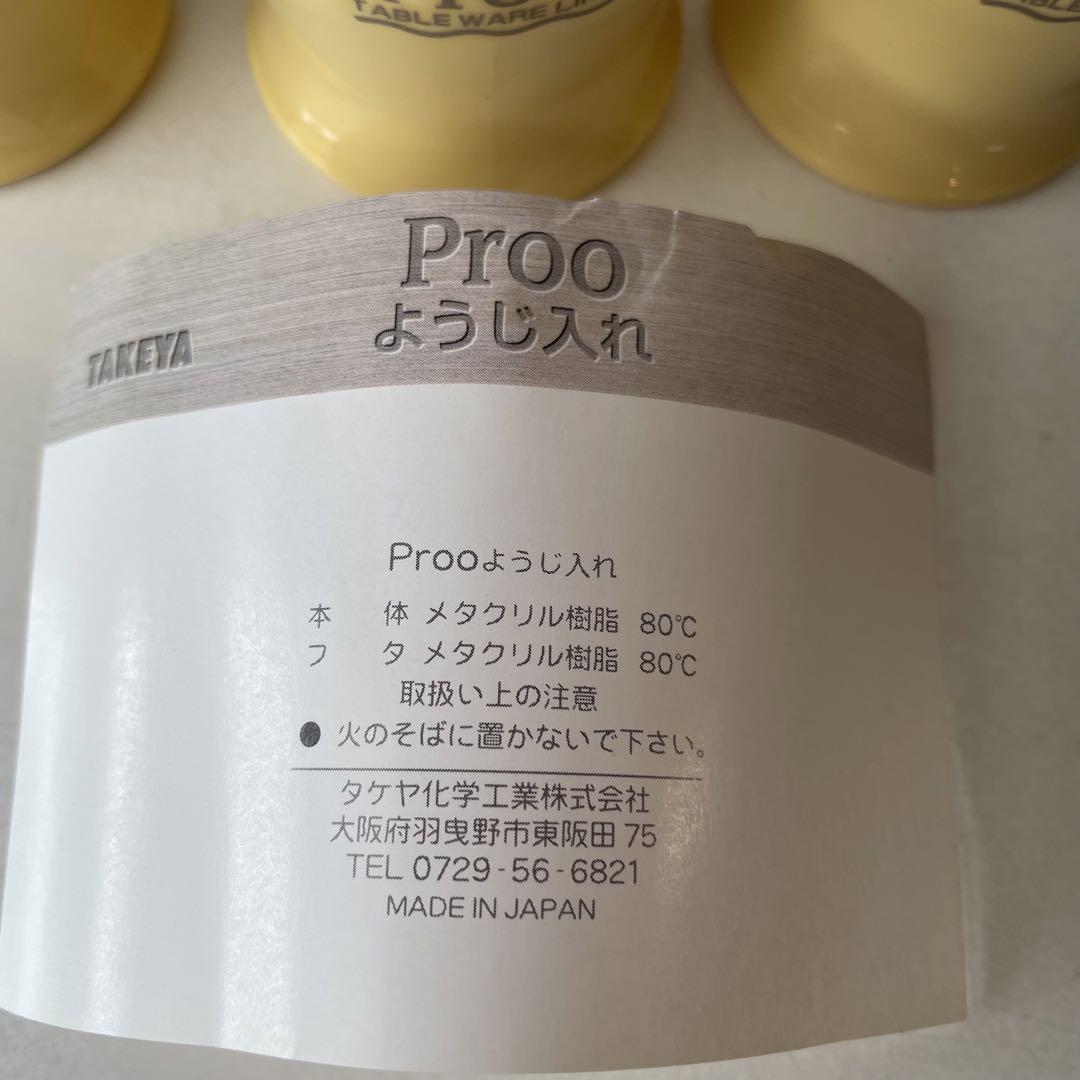 TABLE WARE
Proo
ようじ入れ
TAKEYA
Prooようじ入れ
本 体 メタクリル樹脂 80℃
フ タ メタクリル樹脂 80℃
取扱い上の注意
● 火のそばに置かないで下さい。
タケヤ化学工業株式会社
大阪府羽曳野市東阪田 75
TEL 0729-56-6821
MADE IN JAPAN